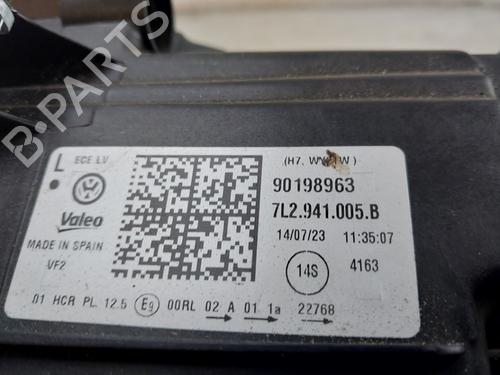 B-PARTS
L ECE LV
(H7, W )
90198963
7L2.941.005.B
Valeo
MADE IN SPAIN
VF2
14/07/23 11:35:07
14S 4163
01 HCR PL 12.5 E9 00RL 02 A 01 1a 22768